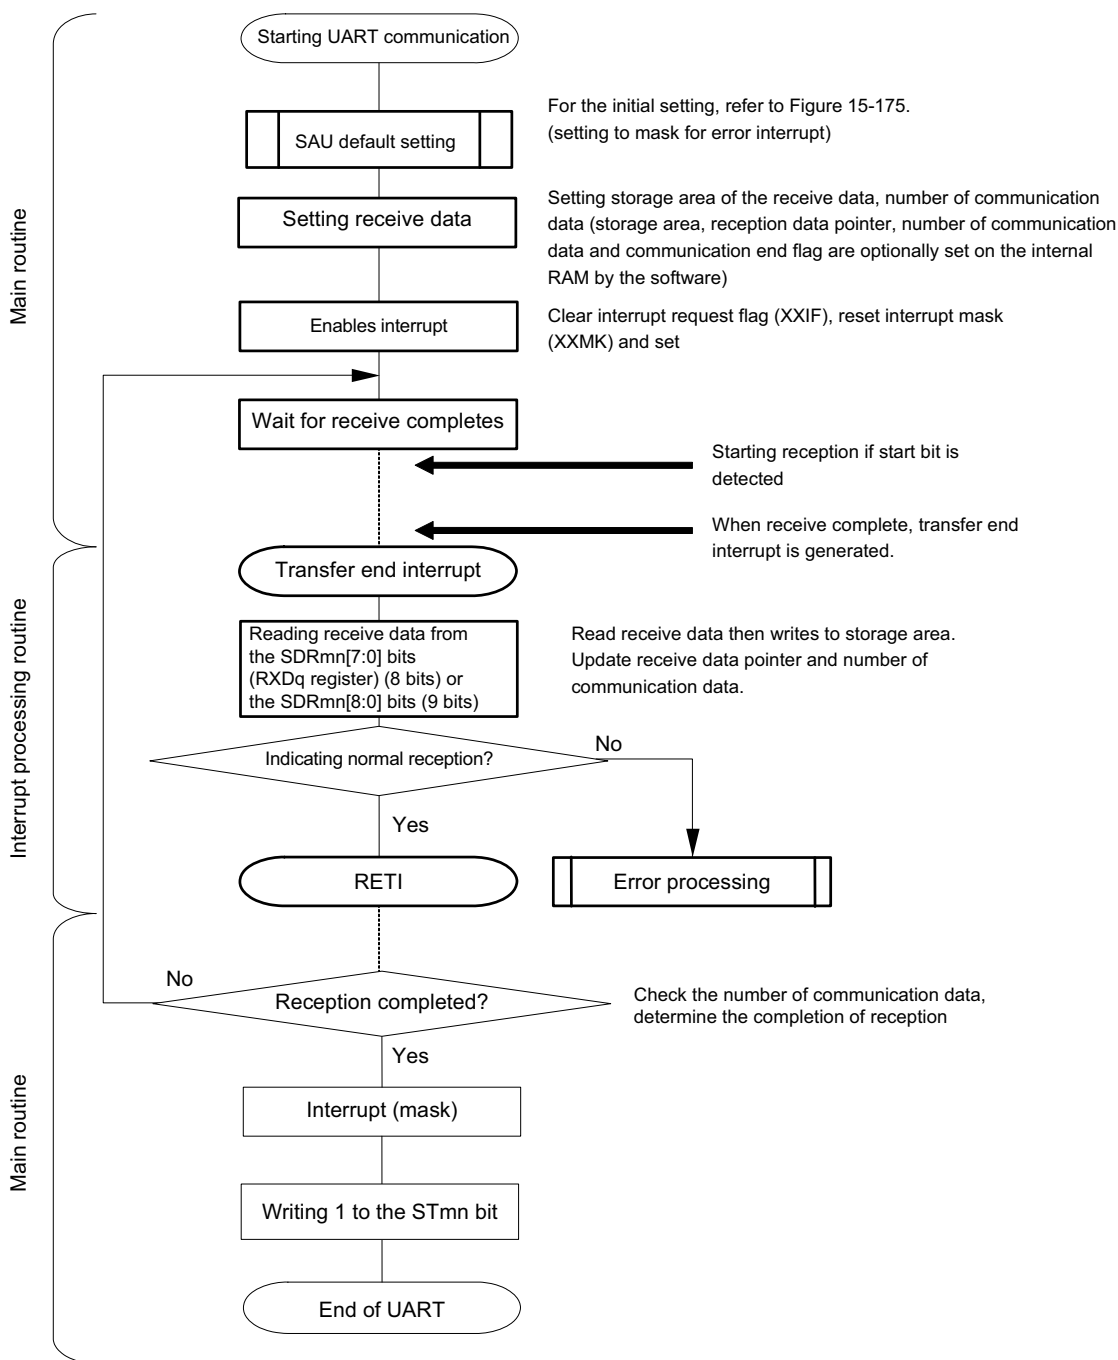 Starting UART communication
For the initial setting, refer to Figure 15-175.
(setting to mask for error interrupt)
SAU default setting
Main routine
Setting receive data
Setting storage area of the receive data, number of communication
data (storage area, reception data pointer, number of communication
data and communication end flag are optionally set on the internal
RAM by the software)
Enables interrupt
Clear interrupt request flag (XXIF), reset interrupt mask
(XXMK) and set
Wait for receive completes
Starting reception if start bit is
detected
When receive complete, transfer end
interrupt is generated.
Transfer end interrupt
Interrupt processing routine
Reading receive data from
the SDRmn[7:0] bits
(RXDq register) (8 bits) or
the SDRmn[8:0] bits (9 bits)
Read receive data then writes to storage area.
Update receive data pointer and number of
communication data.
Indicating normal reception?
No
Yes
RETI
Error processing
No
Reception completed?
Check the number of communication data,
determine the completion of reception
Yes
Main routine
Interrupt (mask)
Writing 1 to the STmn bit
End of UART